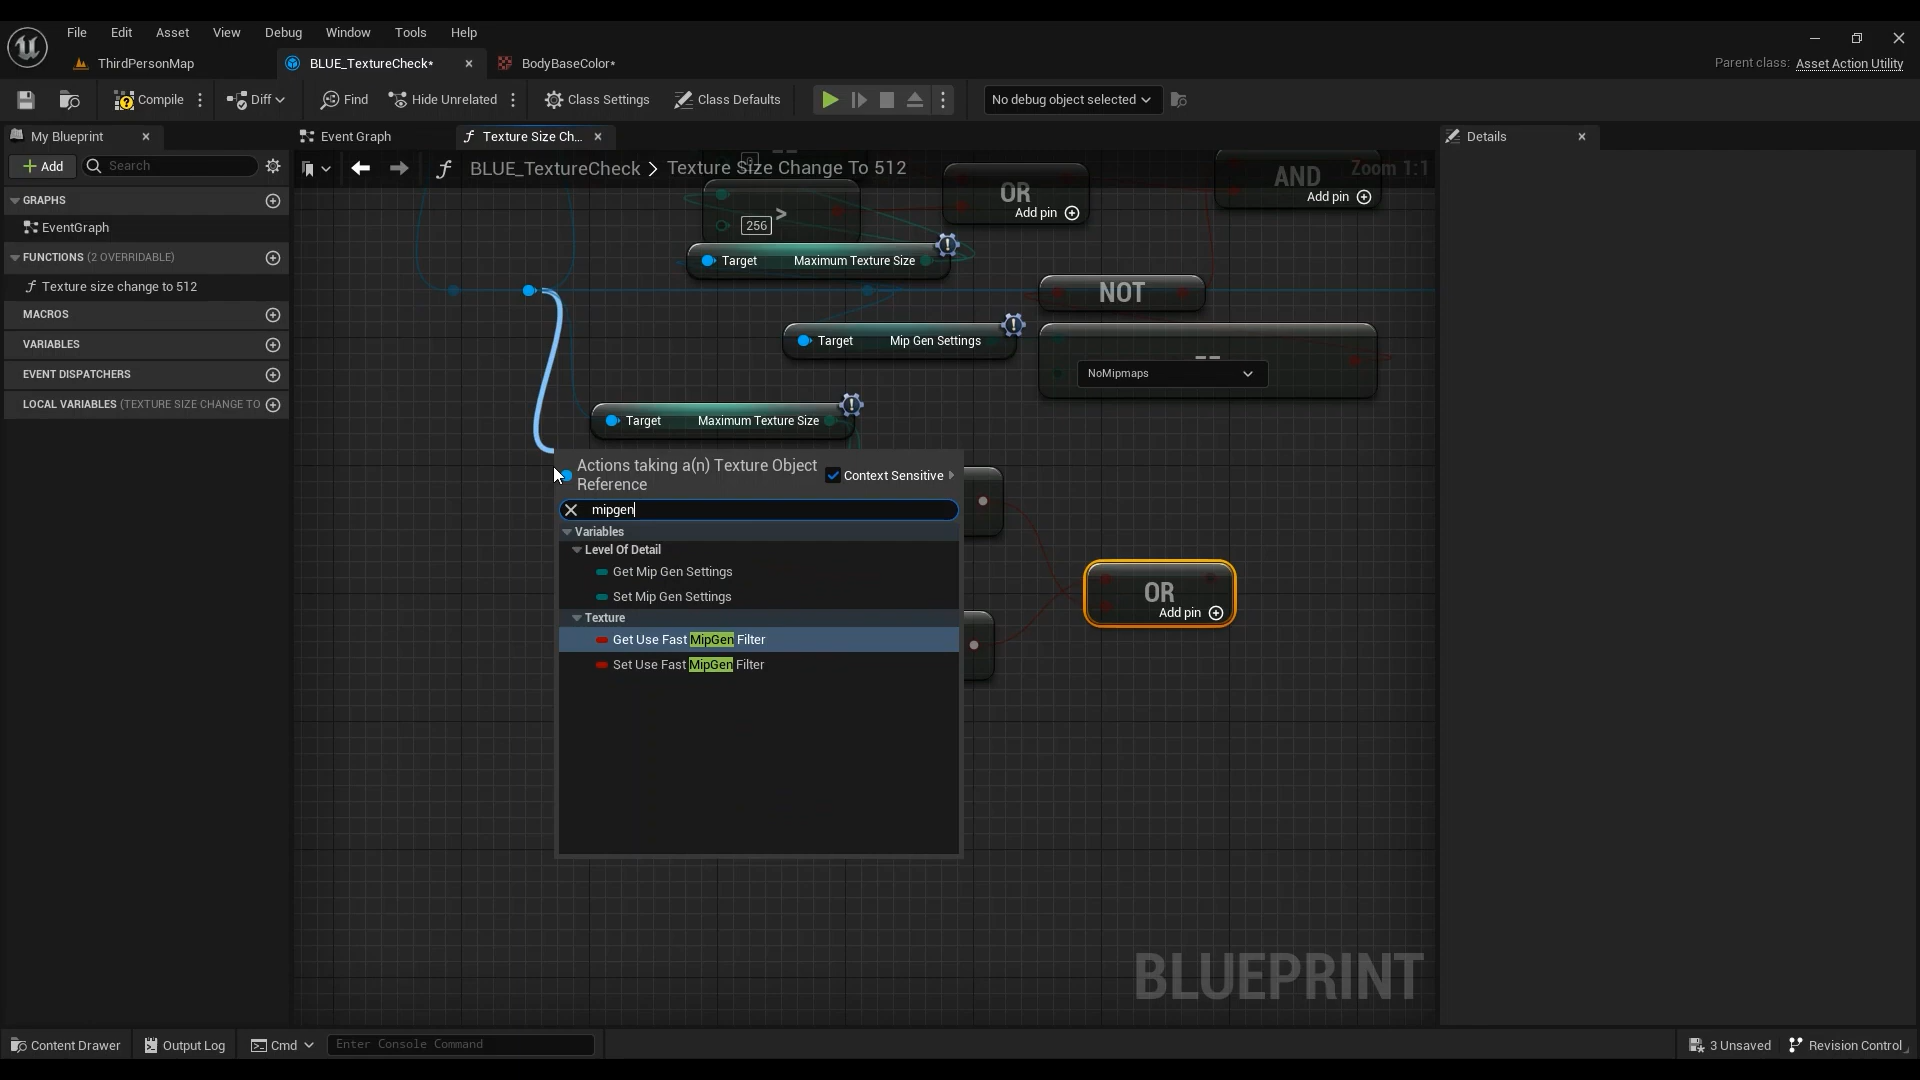 File Edit Asset View Debug Window Tools Help
ThirdPersonMap
BLUE_TextureCheck*
BodyBaseColor*
Parent class: Asset Action Utility
Compile
Diff
Find
Hide Unrelated
Class Settings
Class Defaults
No debug object selected
My Blueprint
Event Graph
Texture Size Ch...
Details
Add
Search
BLUE_TextureCheck > Texture Size Change To 512
Zoom 1:1
GRAPHS
EventGraph
FUNCTIONS (2 OVERRIDABLE)
Texture size change to 512
MACROS
VARIABLES
EVENT DISPATCHERS
LOCAL VARIABLES (TEXTURE SIZE CHANGE TO
0
==
>
256
OR
Add pin
AND
Add pin
Target Maximum Texture Size
NOT
Target Mip Gen Settings
==
NoMipmaps
Target Maximum Texture Size
Actions taking a(n) Texture Object
Reference
Context Sensitive
mipgen
Variables
Level Of Detail
Get Mip Gen Settings
Set Mip Gen Settings
Texture
Get Use Fast MipGen Filter
Set Use Fast MipGen Filter
OR
Add pin
BLUEPRINT
Content Drawer
Output Log
Cmd
Enter Console Command
3 Unsaved
Revision Control